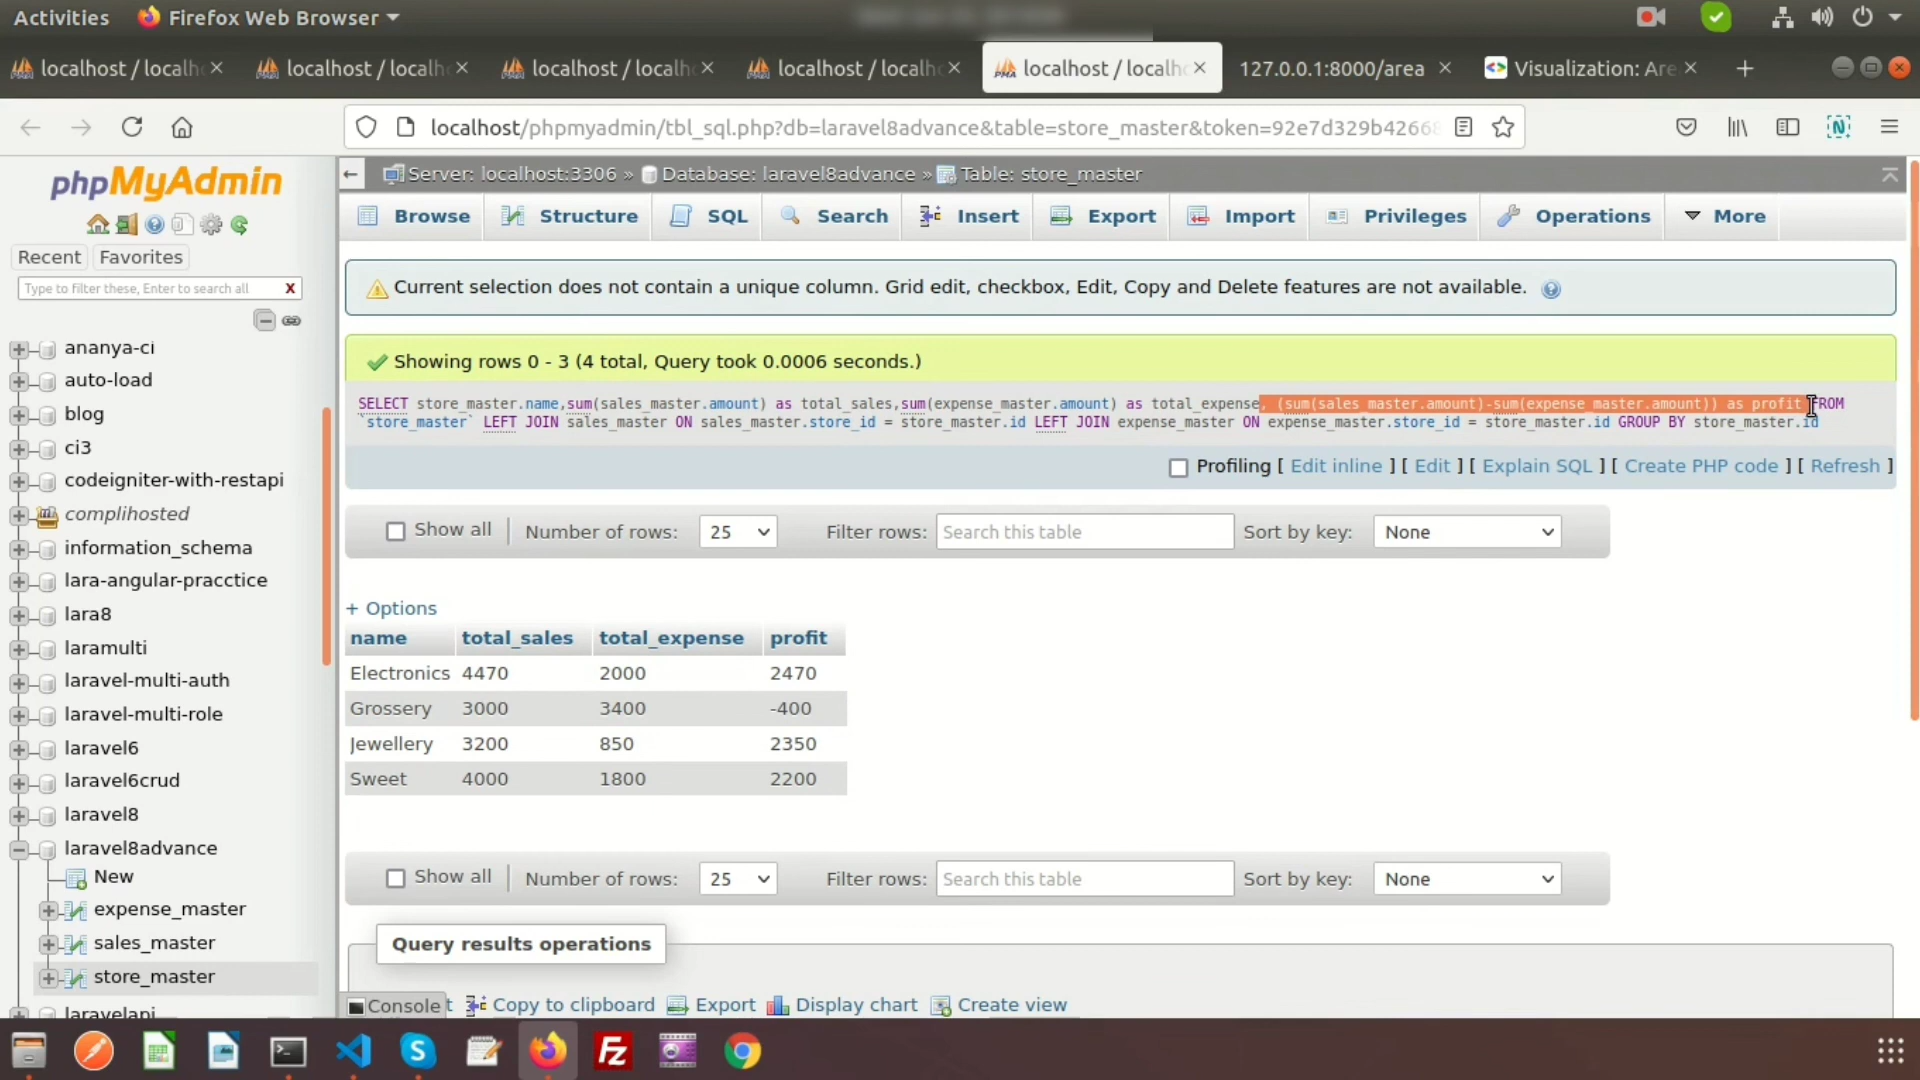 Activities Firefox Web Browser
localhost / localh localhost / localh localhost / localh localhost / localh localhost / localh 127.0.0.1:8000/area Visualization: Are
localhost/phpmyadmin/tbl_sql.php?db=laravel8advance&table=store_master&token=92e7d329b42668
phpMyAdmin
Recent Favorites
Type to filter these, Enter to search all X
ananya-ci
auto-load
blog
ci3
codeigniter-with-restapi
complihosted
information_schema
lara-angular-pracctice
lara8
laramulti
laravel-multi-auth
laravel-multi-role
laravel6
laravel6crud
laravel8
laravel8advance
New
expense_master
sales_master
store_master
laravelapi
Server: localhost:3306 » Database: laravel8advance » Table: store_master
Browse Structure SQL Search Insert Export Import Privileges Operations More
Current selection does not contain a unique column. Grid edit, checkbox, Edit, Copy and Delete features are not available.
Showing rows 0 - 3 (4 total, Query took 0.0006 seconds.)
SELECT store_master.name,sum(sales_master.amount) as total_sales,sum(expense_master.amount) as total_expense, (sum(sales_master.amount)-sum(expense_master.amount)) as profit FROM
`store_master` LEFT JOIN sales_master ON sales_master.store_id = store_master.id LEFT JOIN expense_master ON expense_master.store_id = store_master.id GROUP BY store_master.id
Profiling [ Edit inline ] [ Edit ] [ Explain SQL ] [ Create PHP code ] [ Refresh ]
Show all Number of rows: 25 Filter rows: Search this table Sort by key: None
+ Options
name total_sales total_expense profit
Electronics 4470 2000 2470
Grossery 3000 3400 -400
Jewellery 3200 850 2350
Sweet 4000 1800 2200
Show all Number of rows: 25 Filter rows: Search this table Sort by key: None
Query results operations
Console t Copy to clipboard Export Display chart Create view